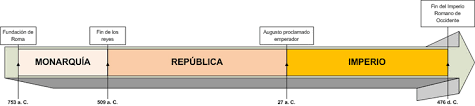 Fundación de
Roma
Fin de los
reyes
Augusto proclamado
emperador
Fin del Imperio
Romano de
Occidente
MONARQUÍA
REPÚBLICA
IMPERIO
753 a. C.
509 a. C.
27 a. C.
476 d. C.